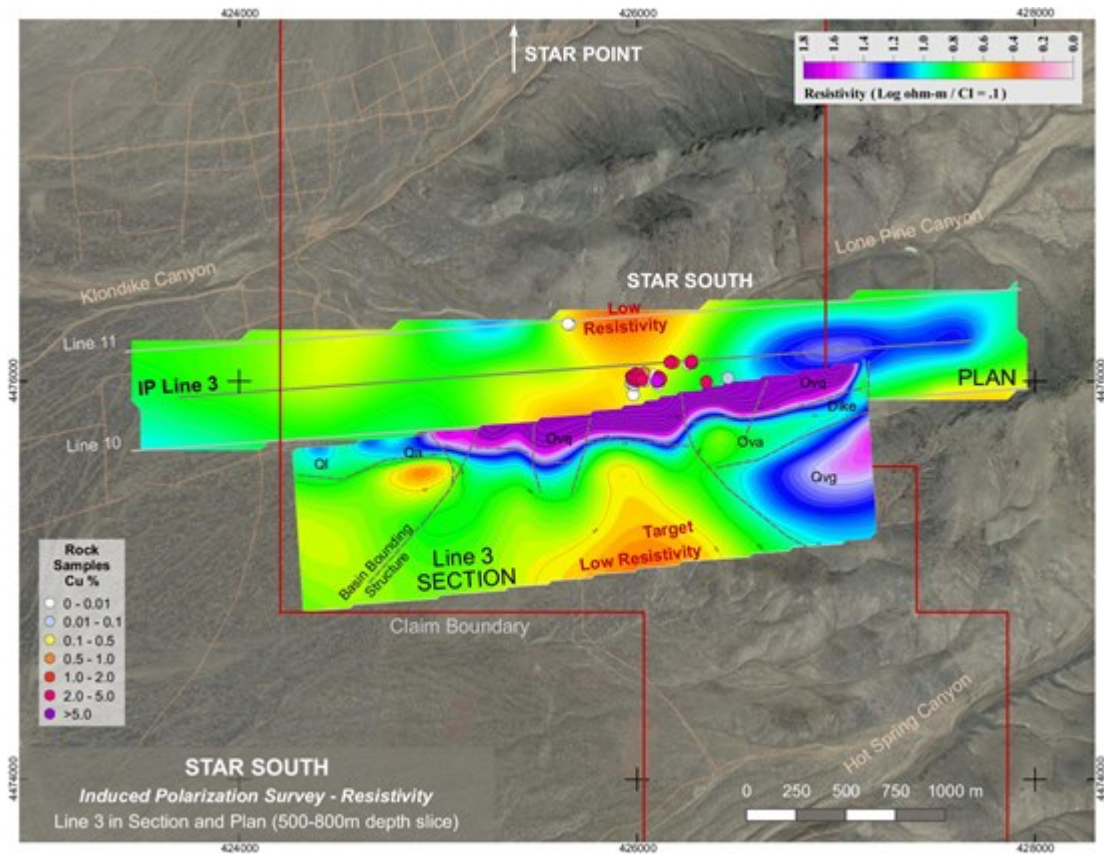 424000
426000
428000
STAR POINT
1.8 1.6 1.4 1.2 1.0 0.8 0.6 0.4 0.2 0.0
Resistivity (Log ohm-m / CI = .1)
Klondike Canyon
Lone Pine Canyon
STAR SOUTH
Low
Resistivity
Line 11
4476000
IP Line 3
PLAN
4476000
Line 10
Qvq
Dike
Ql
Qa
Qvq
Qva
Qvg
Target
Low Resistivity
Line 3
SECTION
Basin Bounding
Structure
Claim Boundary
Rock
Samples
Cu %
0 - 0.01
0.01 - 0.1
0.1 - 0.5
0.5 - 1.0
1.0 - 2.0
2.0 - 5.0
>5.0
Hot Spring Canyon
4474000
4474000
STAR SOUTH
Induced Polarization Survey - Resistivity
Line 3 in Section and Plan (500-800m depth slice)
0 250 500 750 1000 m
424000
426000
428000